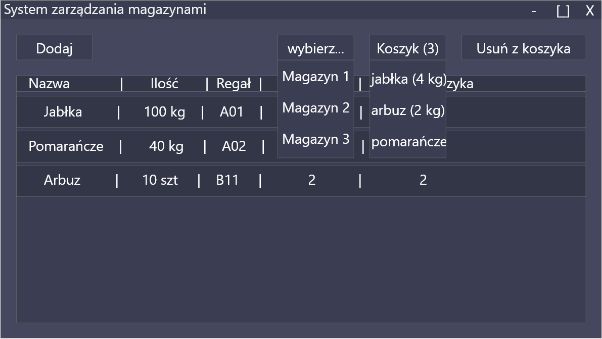 System zarządzania magazynami - [ ] X
Dodaj wybierz... Koszyk (3) Usuń z koszyka
Magazyn 1 jabłka (4 kg)
Nazwa | Ilość | Regał | zyka
Magazyn 2 arbuz (2 kg)
Jabłka | 100 kg | A01 |
Magazyn 3 pomarańcze
Pomarańcze | 40 kg | A02 |
Arbuz | 10 szt | B11 | 2 | 2